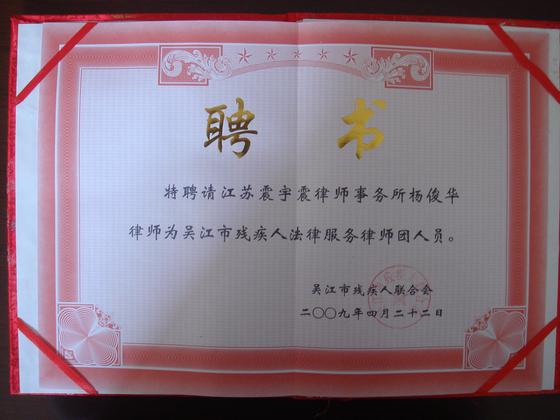 聘书
特聘请江苏震宇震律师事务所杨俊华
律师为吴江市残疾人法律服务律师团人员。
吴江市残疾人联合会
二〇〇九年四月二十二日